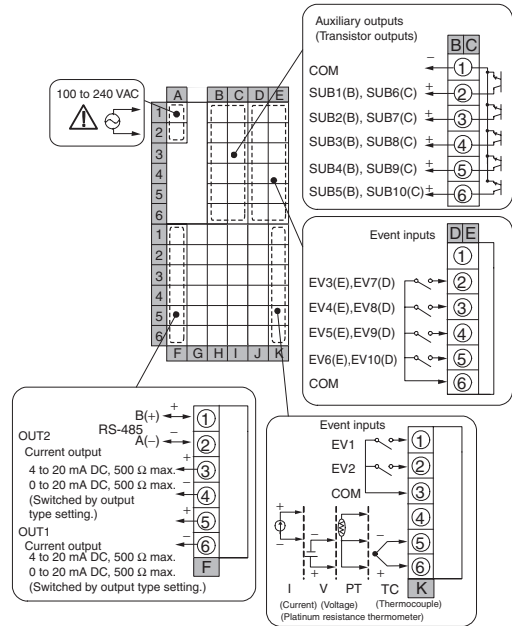 Auxiliary outputs
(Transistor outputs)
B C
−
COM
1
SUB1(B), SUB6(C)
+
2
SUB2(B), SUB7(C)
+
3
SUB3(B), SUB8(C)
+
4
SUB4(B), SUB9(C)
+
5
SUB5(B), SUB10(C)
+
6
100 to 240 VAC
A B C D E
1
2
3
4
5
6
1
2
3
4
5
6
F G H I J K
Event inputs
D E
1
EV3(E),EV7(D)
2
EV4(E),EV8(D)
3
EV5(E),EV9(D)
4
EV6(E),EV10(D)
5
COM
6
B(+)
+
1
RS-485
A(−)
−
2
OUT2
Current output
+
3
4 to 20 mA DC, 500 Ω max.
0 to 20 mA DC, 500 Ω max.
−
4
(Switched by output
type setting.)
+
5
OUT1
Current output
−
6
4 to 20 mA DC, 500 Ω max.
0 to 20 mA DC, 500 Ω max.
(Switched by output type setting.)
F
Event inputs
EV1
1
EV2
2
COM
3
4
5
6
+ − − + − +
I V PT TC
(Current) (Voltage) (Thermocouple)
(Platinum resistance thermometer)
K